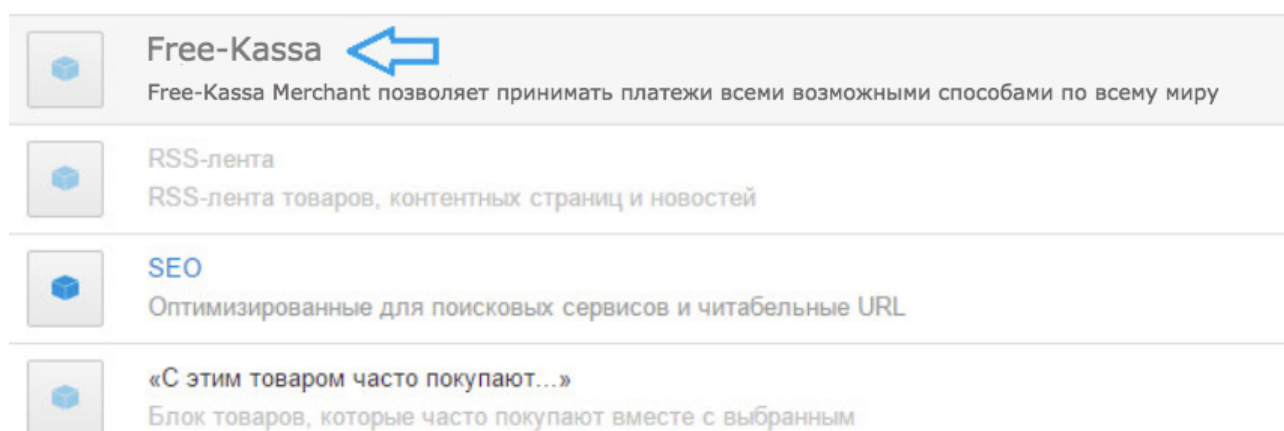 Free-Kassa
Free-Kassa Merchant позволяет принимать платежи всеми возможными способами по всему миру
RSS-лента
RSS-лента товаров, контентных страниц и новостей
SEO
Оптимизированные для поисковых сервисов и читабельные URL
«С этим товаром часто покупают...»
Блок товаров, которые часто покупают вместе с выбранным